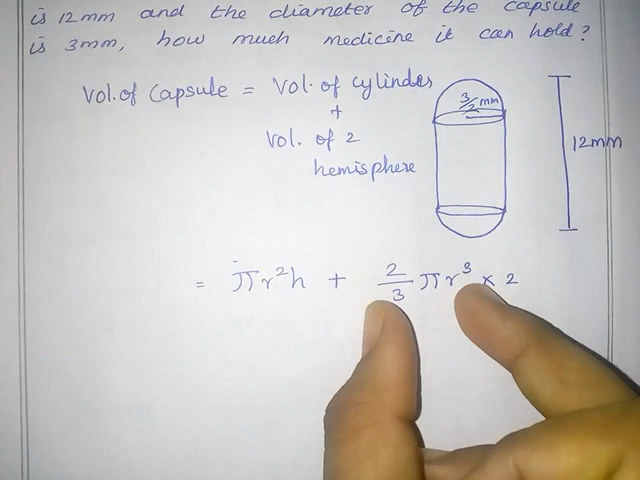 is 12mm and the diameter of the capsule
is 3mm, how much medicine it can hold?
Vol. of Capsule = Vol. of cylinder
+
Vol. of 2
hemisphere
3/2 mm
12mm
= πr²h + 2/3 πr³ × 2